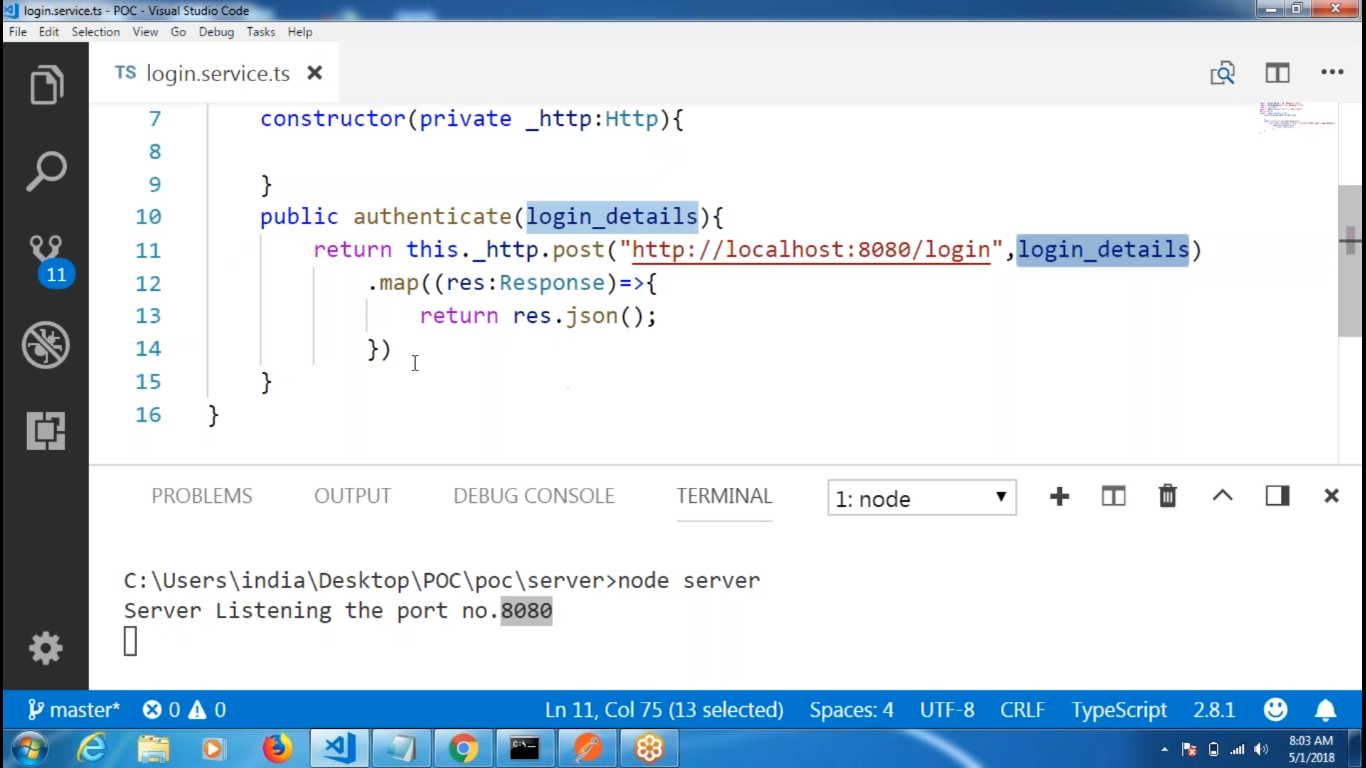 login.service.ts - POC - Visual Studio Code
File Edit Selection View Go Debug Tasks Help
TS login.service.ts
7 constructor(private _http:Http){
8
9 }
10 public authenticate(login_details){
11 return this._http.post("http://localhost:8080/login",login_details)
12 .map((res:Response)=>{
13 return res.json();
14 })
15 }
16 }
11
PROBLEMS OUTPUT DEBUG CONSOLE TERMINAL 1: node
C:\Users\india\Desktop\POC\poc\server>node server
Server Listening the port no.8080
master* 0 0 Ln 11, Col 75 (13 selected) Spaces: 4 UTF-8 CRLF TypeScript 2.8.1
8:03 AM
5/1/2018